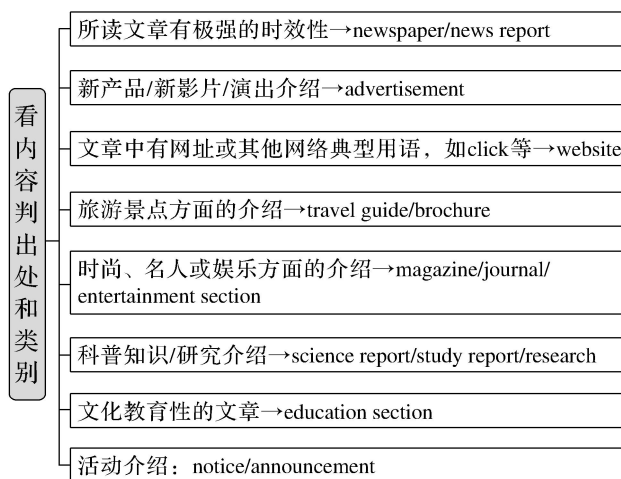 看内容判出处和类别
所读文章有极强的时效性→newspaper/news report
新产品/新影片/演出介绍→advertisement
文章中有网址或其他网络典型用语，如click等→website
旅游景点方面的介绍→travel guide/brochure
时尚、名人或娱乐方面的介绍→magazine/journal/
entertainment section
科普知识/研究介绍→science report/study report/research
文化教育性的文章→education section
活动介绍：notice/announcement